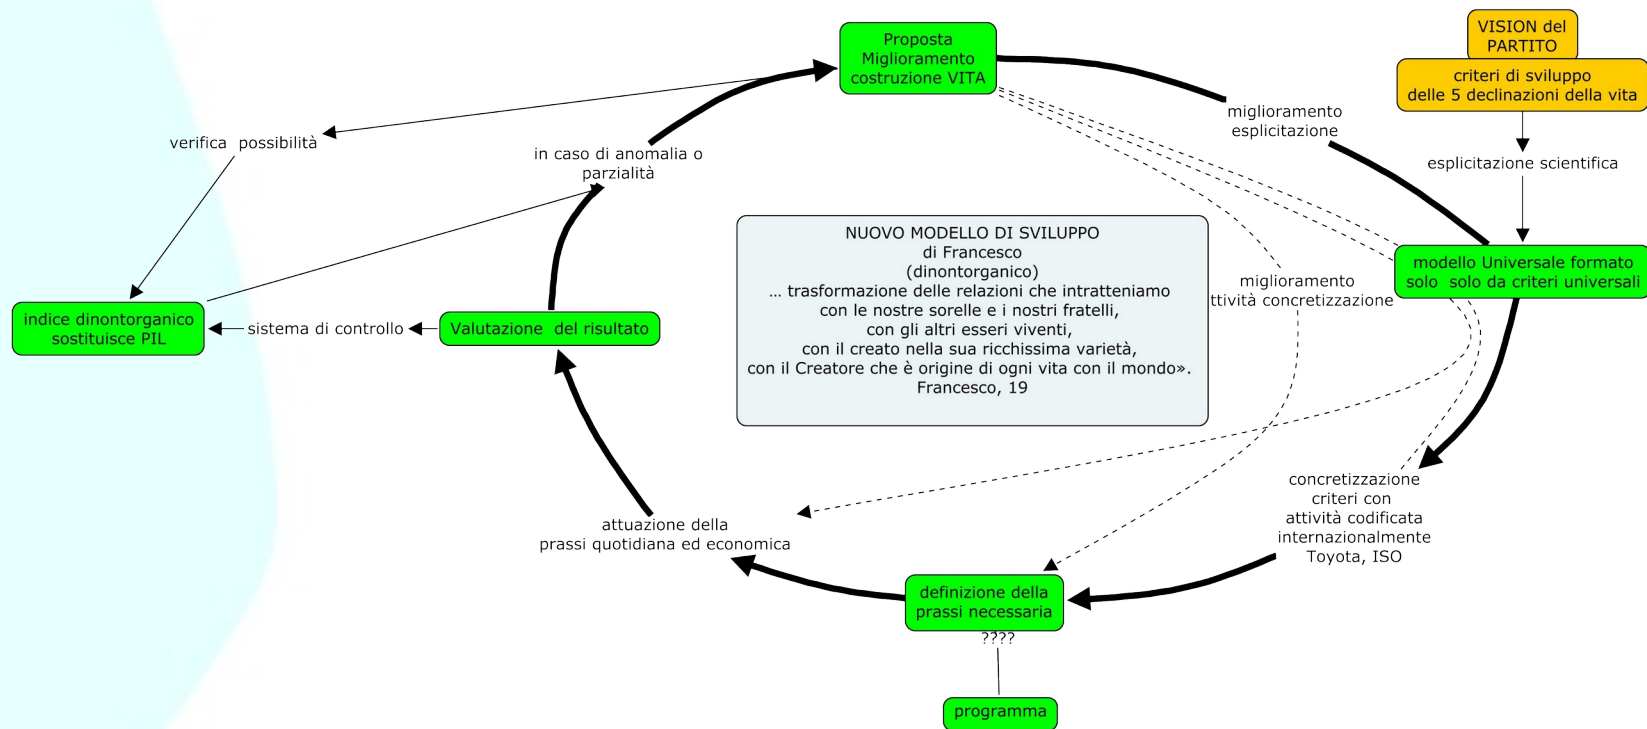 VISION del
PARTITO
criteri di sviluppo
delle 5 declinazioni della vita
Proposta
Miglioramento
costruzione VITA
miglioramento
esplicitazione
verifica possibilità
in caso di anomalia o
parzialità
esplicitazione scientifica
NUOVO MODELLO DI SVILUPPO
di Francesco
(dinontorganico)
... trasformazione delle relazioni che intratteniamo
con le nostre sorelle e i nostri fratelli,
con gli altri esseri viventi,
con il creato nella sua ricchissima varietà,
con il Creatore che è origine di ogni vita con il mondo».
Francesco, 19
modello Universale formato
solo solo da criteri universali
miglioramento
ttività concretizzazione
indice dinontorganico
sostituisce PIL
sistema di controllo
Valutazione del risultato
concretizzazione
criteri con
attività codificata
internazionalmente
Toyota, ISO
attuazione della
prassi quotidiana ed economica
definizione della
prassi necessaria
????
programma